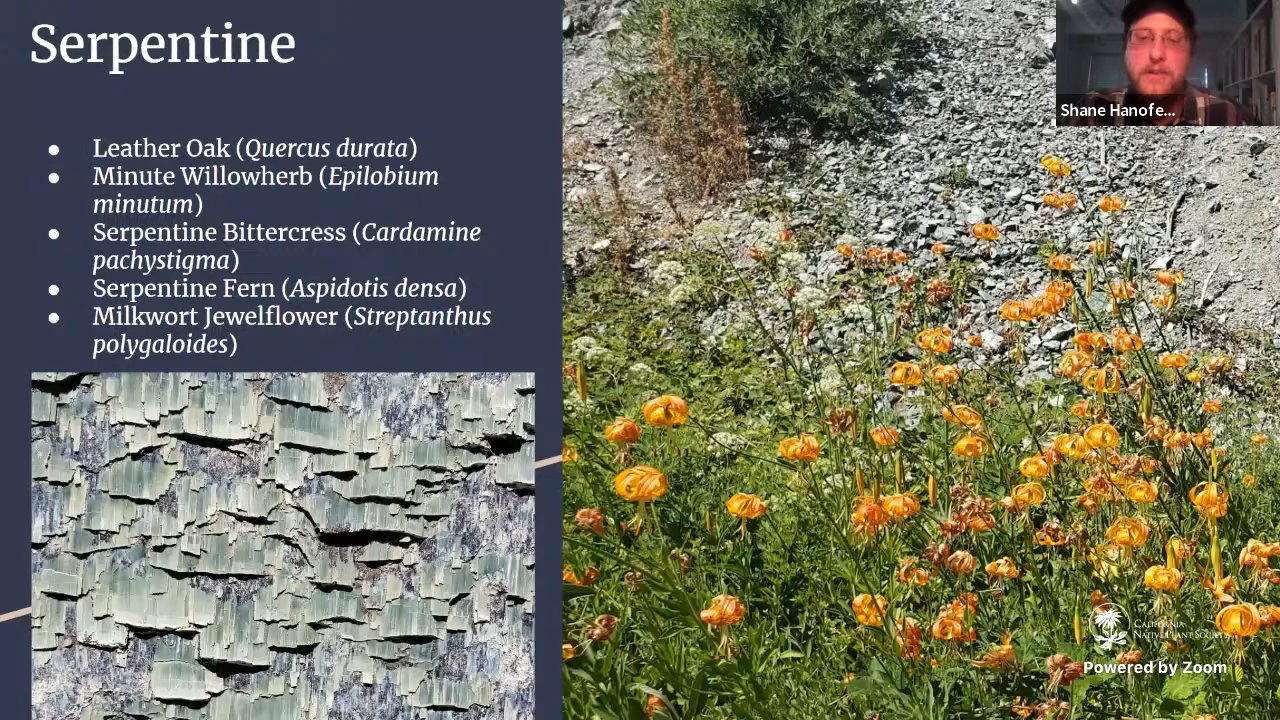 Serpentine
Shane Hanofe...
● Leather Oak (Quercus durata)
● Minute Willowherb (Epilobium
minutum)
● Serpentine Bittercress (Cardamine
pachystigma)
● Serpentine Fern (Aspidotis densa)
● Milkwort Jewelflower (Streptanthus
polygaloides)
California
Native Plant Society
Powered by Zoom